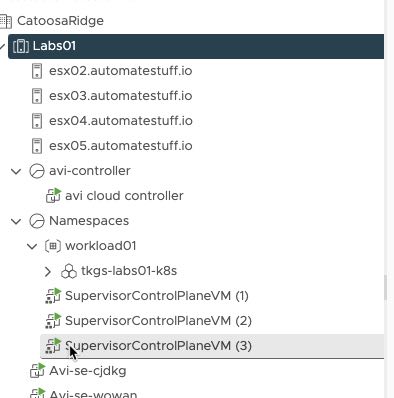 CatoosaRidge
Labs01
esx02.automatestuff.io
esx03.automatestuff.io
esx04.automatestuff.io
esx05.automatestuff.io
avi-controller
avi cloud controller
Namespaces
workload01
tkgs-labs01-k8s
SupervisorControlPlaneVM (1)
SupervisorControlPlaneVM (2)
SupervisorControlPlaneVM (3)
Avi-se-cjdkg
Avi-se-wowan